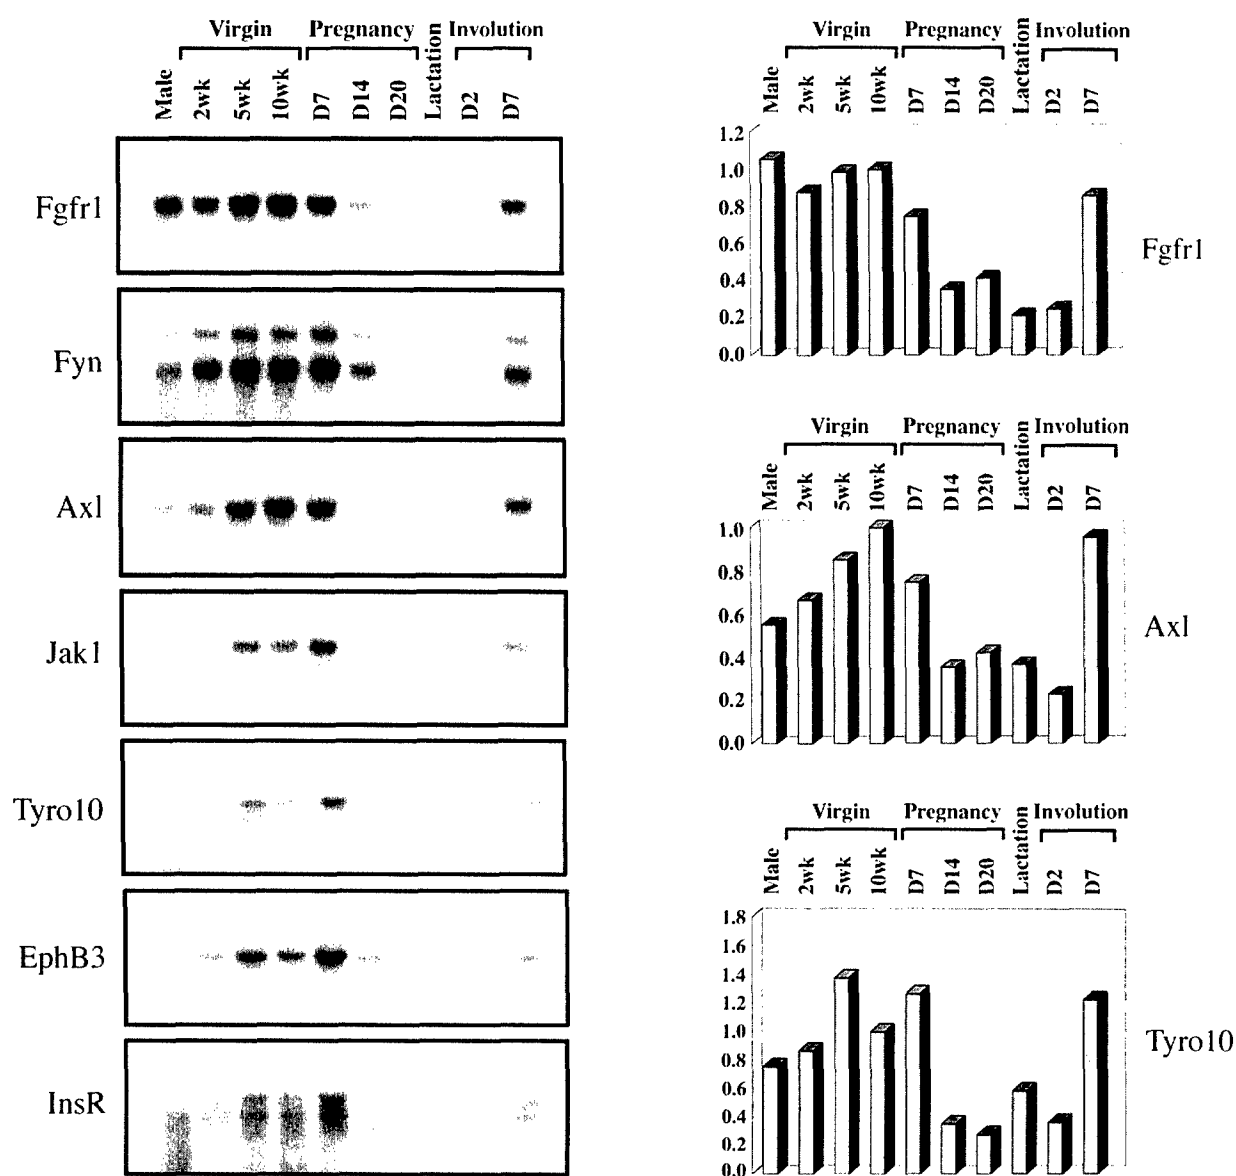 Virgin Pregnancy Lactation Involution
Male 2wk 5wk 10wk D7 D14 D20 D2 D7
Fgfr1
Fyn
Axl
Jak1
Tyro10
EphB3
InsR
Virgin Pregnancy Lactation Involution
Male 2wk 5wk 10wk D7 D14 D20 D2 D7
1.2
1.0
0.8
0.6
0.4
0.2
0.0
Fgfr1
Virgin Pregnancy Lactation Involution
Male 2wk 5wk 10wk D7 D14 D20 D2 D7
1.0
0.8
0.6
0.4
0.2
0.0
Axl
Virgin Pregnancy Lactation Involution
Male 2wk 5wk 10wk D7 D14 D20 D2 D7
1.8
1.6
1.4
1.2
1.0
0.8
0.6
0.4
0.2
0.0
Tyro10